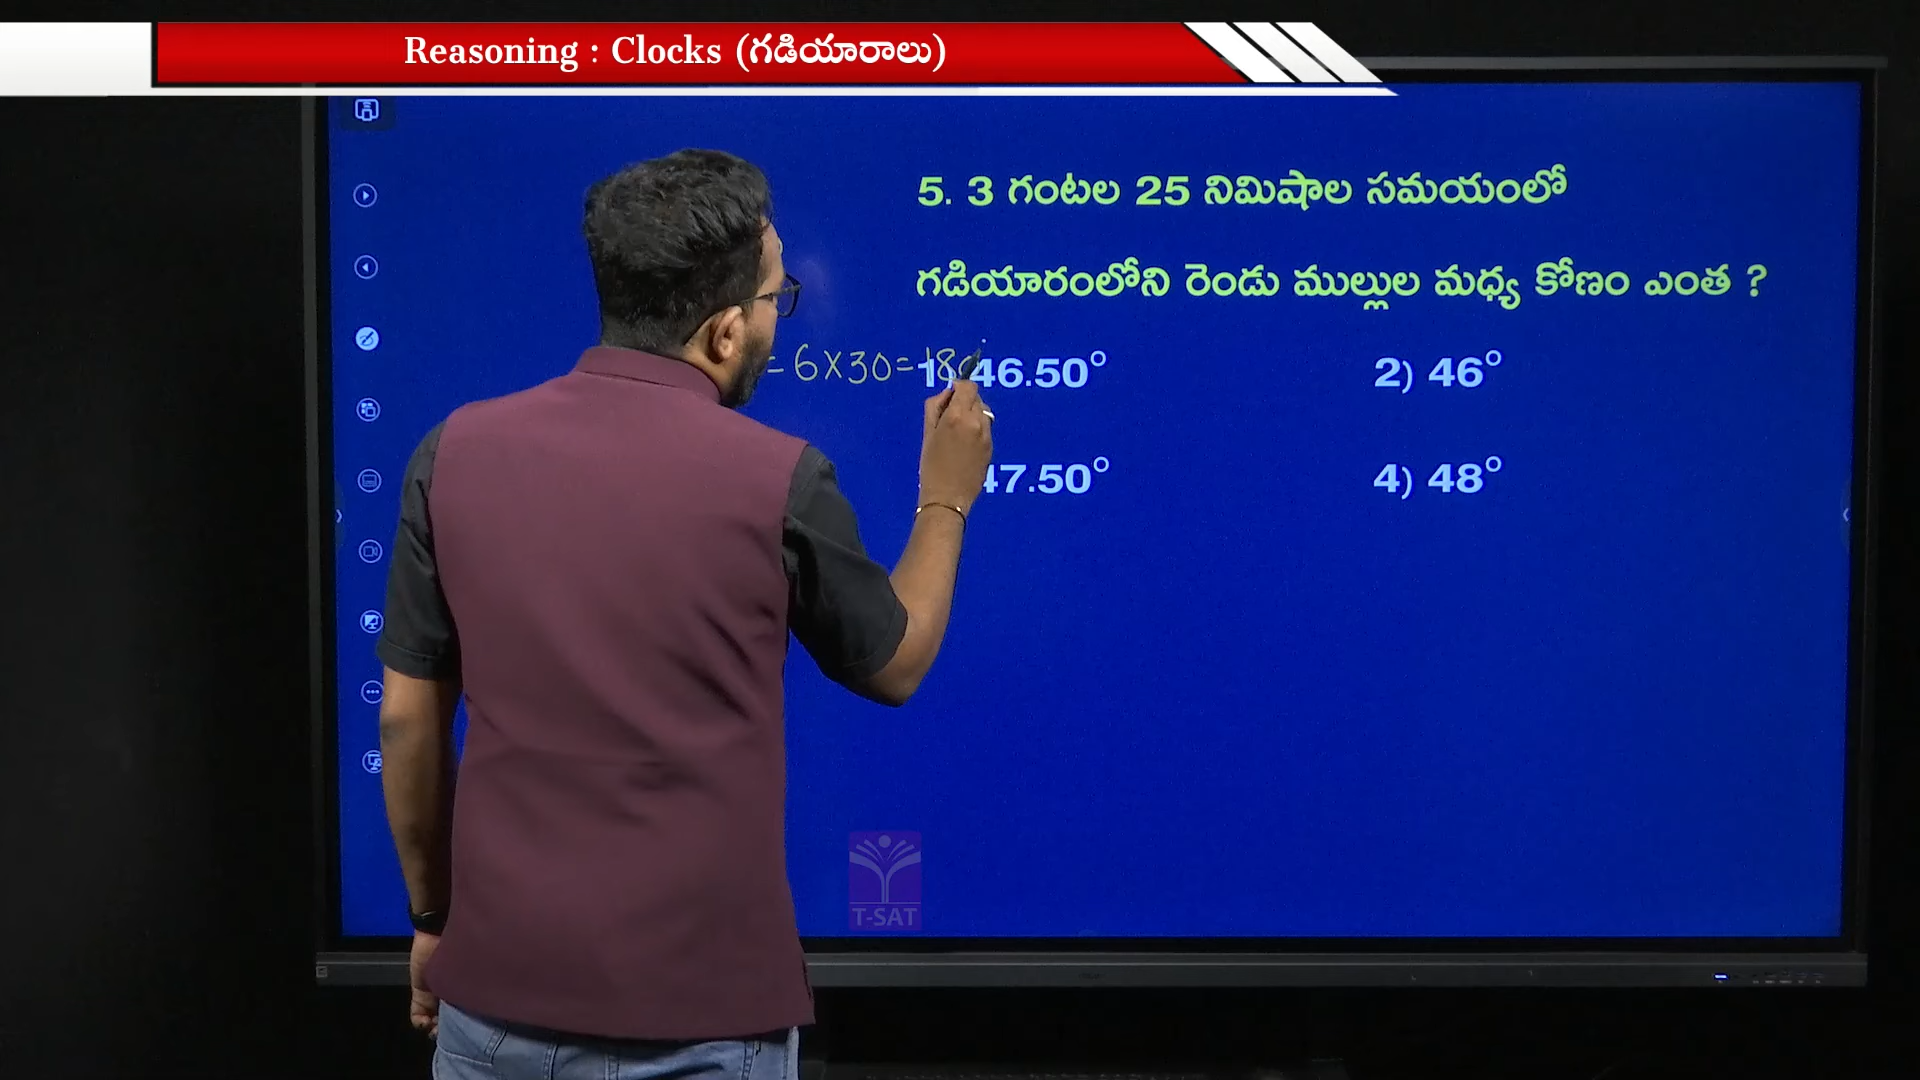 Reasoning : Clocks (గడియారాలు)
5. 3 గంటల 25 నిమిషాల సమయంలో
గడియారంలోని రెండు ముల్లుల మధ్య కోణం ఎంత ?
= 6X30=180°
1) 46.50°
2) 46°
47.50°
4) 48°
T-SAT